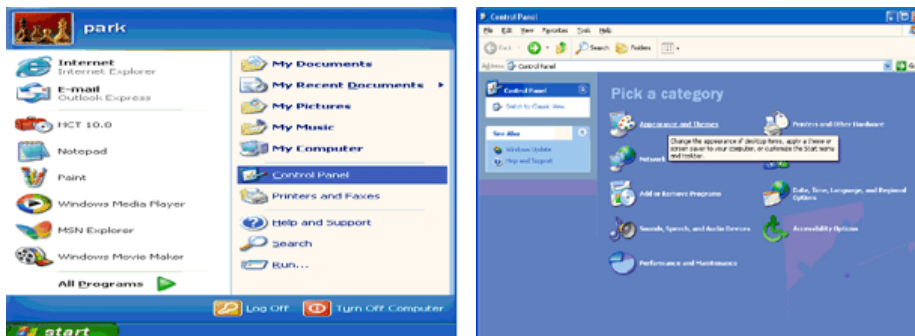 park
Internet
Internet Explorer
E-mail
Outlook Express
HCT 10.0
Notepad
Paint
Windows Media Player
MSN Explorer
Windows Movie Maker
All Programs
My Documents
My Recent Documents
My Pictures
My Music
My Computer
Control Panel
Printers and Faxes
Help and Support
Search
Run...
Log Off Turn Off Computer
start
Control Panel
File Edit View Favorites Tools Help
Back Search Folders
Address Control Panel Go
Control Panel
Switch to Classic View
See Also
Windows Update
Help and Support
Pick a category
Appearance and Themes Printers and Other Hardware
Change the appearance of desktop items, apply a theme or
screen saver to your computer, or customize the Start menu
and taskbar.
Network
Add or Remove Programs Date, Time, Language, and Regional
Options
Sounds, Speech, and Audio Devices Accessibility Options
Performance and Maintenance